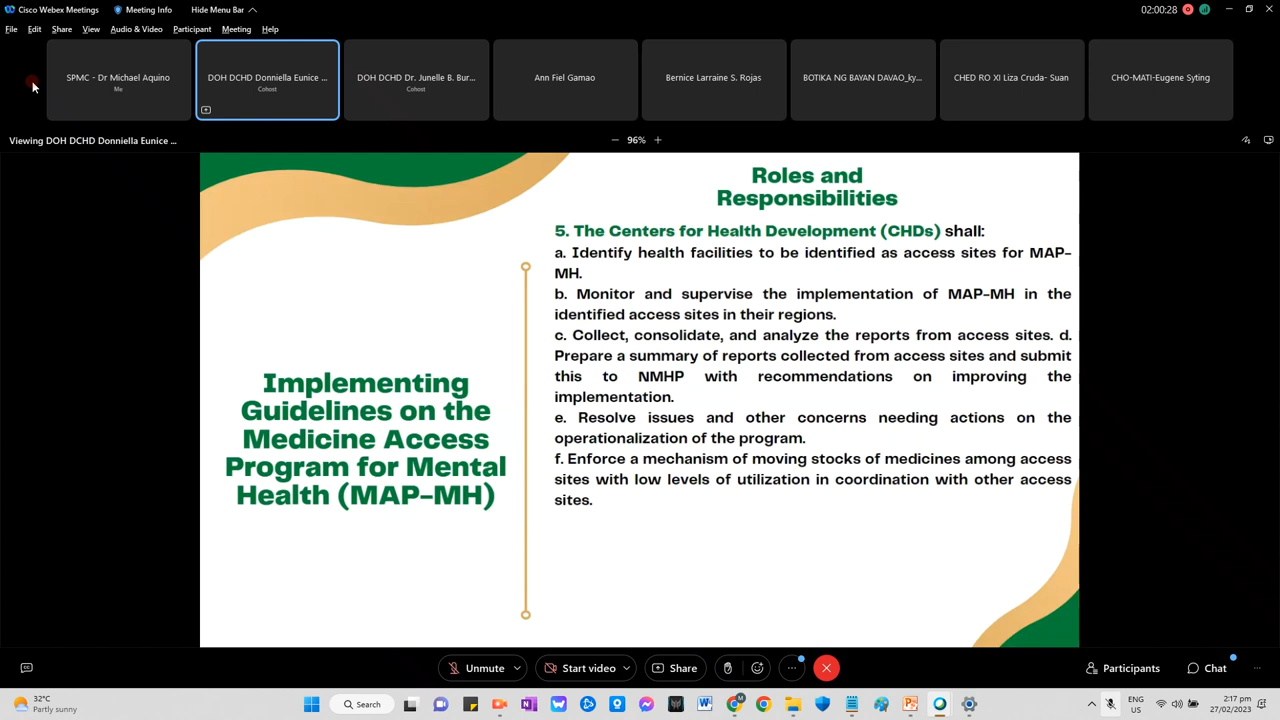 Cisco Webex Meetings
Meeting Info
Hide Menu Bar
02:00:28
File Edit Share View Audio & Video Participant Meeting Help
SPMC - Dr Michael Aquino
Me
DOH DCHD Donniella Eunice ...
Cohost
DOH DCHD Dr. Junelle B. Bur...
Cohost
Ann Fiel Gamao
Bernice Larraine S. Rojas
BOTIKA NG BAYAN DAVAO_ky...
CHED RO XI Liza Cruda- Suan
CHO-MATI-Eugene Syting
Viewing DOH DCHD Donniella Eunice ...
96%
Implementing
Guidelines on the
Medicine Access
Program for Mental
Health (MAP-MH)
Roles and
Responsibilities
5. The Centers for Health Development (CHDs) shall:
a. Identify health facilities to be identified as access sites for MAP-
MH.
b. Monitor and supervise the implementation of MAP-MH in the
identified access sites in their regions.
c. Collect, consolidate, and analyze the reports from access sites. d.
Prepare a summary of reports collected from access sites and submit
this to NMHP with recommendations on improving the
implementation.
e. Resolve issues and other concerns needing actions on the
operationalization of the program.
f. Enforce a mechanism of moving stocks of medicines among access
sites with low levels of utilization in coordination with other access
sites.
Unmute
Start video
Share
Participants
Chat
32°C
Partly sunny
Search
ENG
US
2:17 pm
27/02/2023